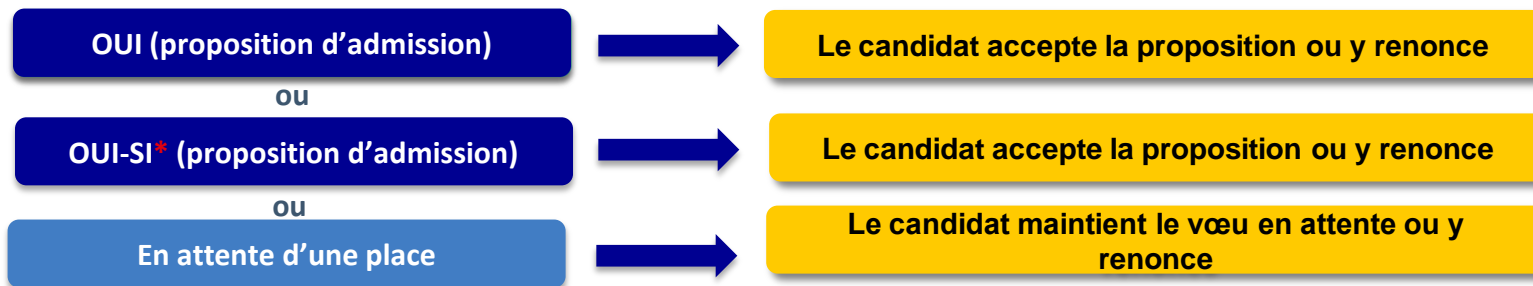 OUI (proposition d’admission)
Le candidat accepte la proposition ou y renonce
ou
OUI-SI* (proposition d’admission)
Le candidat accepte la proposition ou y renonce
ou
En attente d’une place
Le candidat maintient le vœu en attente ou y
renonce